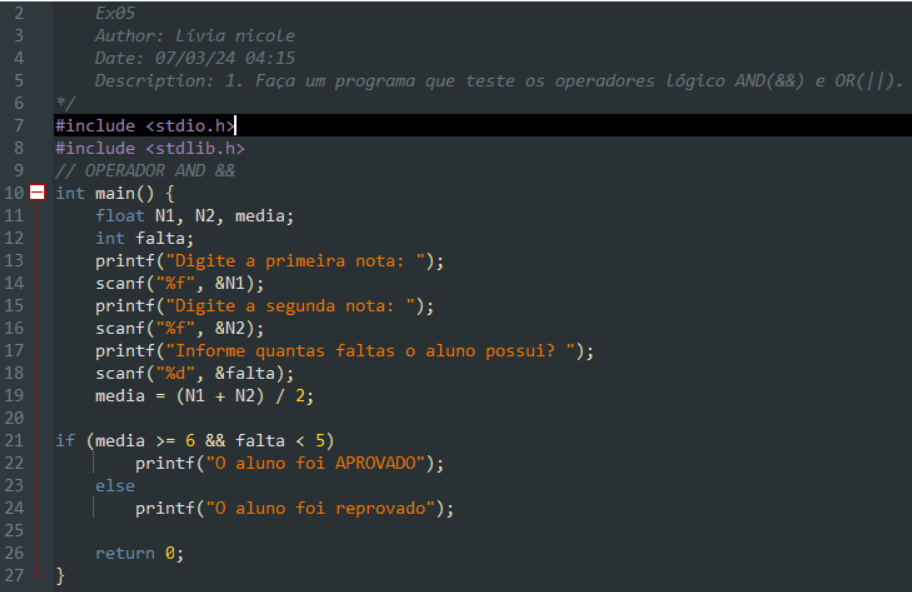 2 Ex05
3 Author: Lívia nicole
4 Date: 07/03/24 04:15
5 Description: 1. Faça um programa que teste os operadores lógico AND(&&) e OR(||).
6 */
7 #include <stdio.h>
8 #include <stdlib.h>
9 // OPERADOR AND &&
10 int main() {
11 float N1, N2, media;
12 int falta;
13 printf("Digite a primeira nota: ");
14 scanf("%f", &N1);
15 printf("Digite a segunda nota: ");
16 scanf("%f", &N2);
17 printf("Informe quantas faltas o aluno possui? ");
18 scanf("%d", &falta);
19 media = (N1 + N2) / 2;
20
21 if (media >= 6 && falta < 5)
22 printf("O aluno foi APROVADO");
23 else
24 printf("O aluno foi reprovado");
25
26 return 0;
27 }